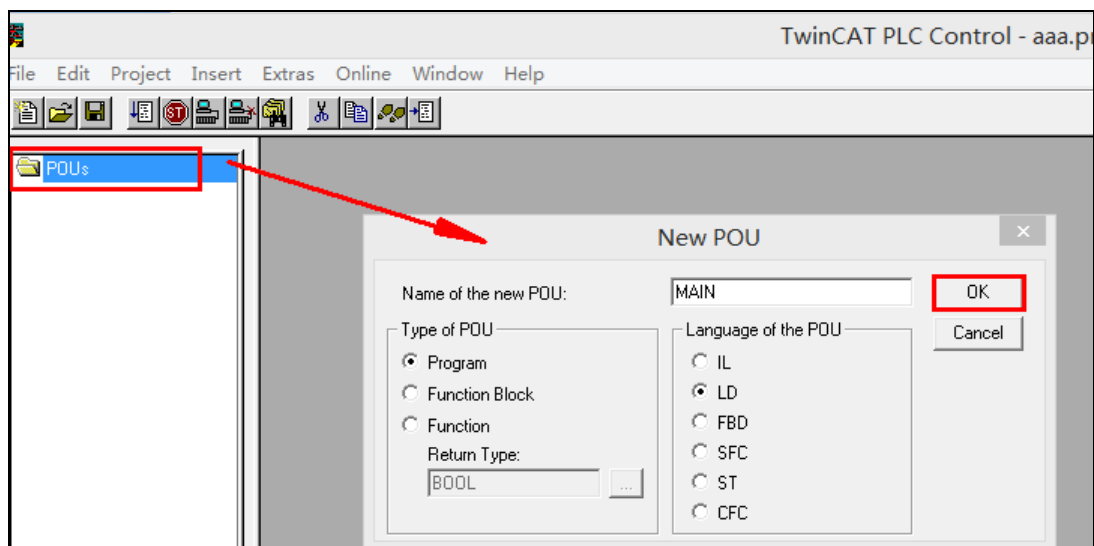 TwinCAT PLC Control - aaa.pr
File Edit Project Insert Extras Online Window Help
ST
POUs
New POU
Name of the new POU: MAIN OK
Type of POU Language of the POU Cancel
Program IL
Function Block LD
Function FBD
Return Type: SFC
BOOL ... ST
CFC